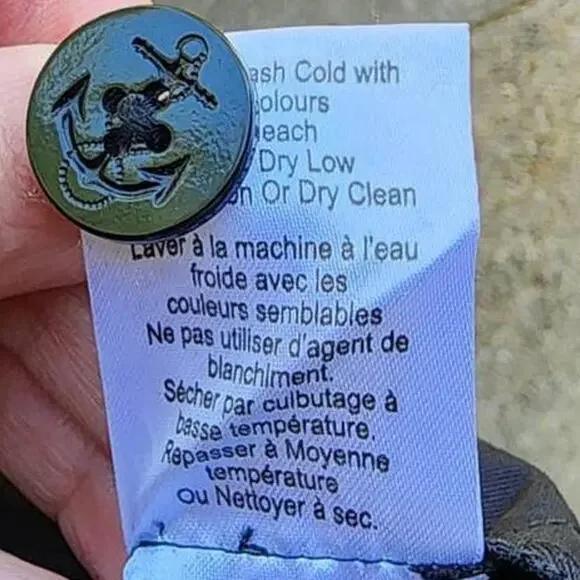 ash Cold with
olours
each
Dry Low
n Or Dry Clean
Laver à la machine à l'eau
froide avec les
couleurs semblables
Ne pas utiliser d'agent de
blanchiment.
Sécher par culbutage à
basse température.
Repasser à Moyenne
température
ou Nettoyer à sec.